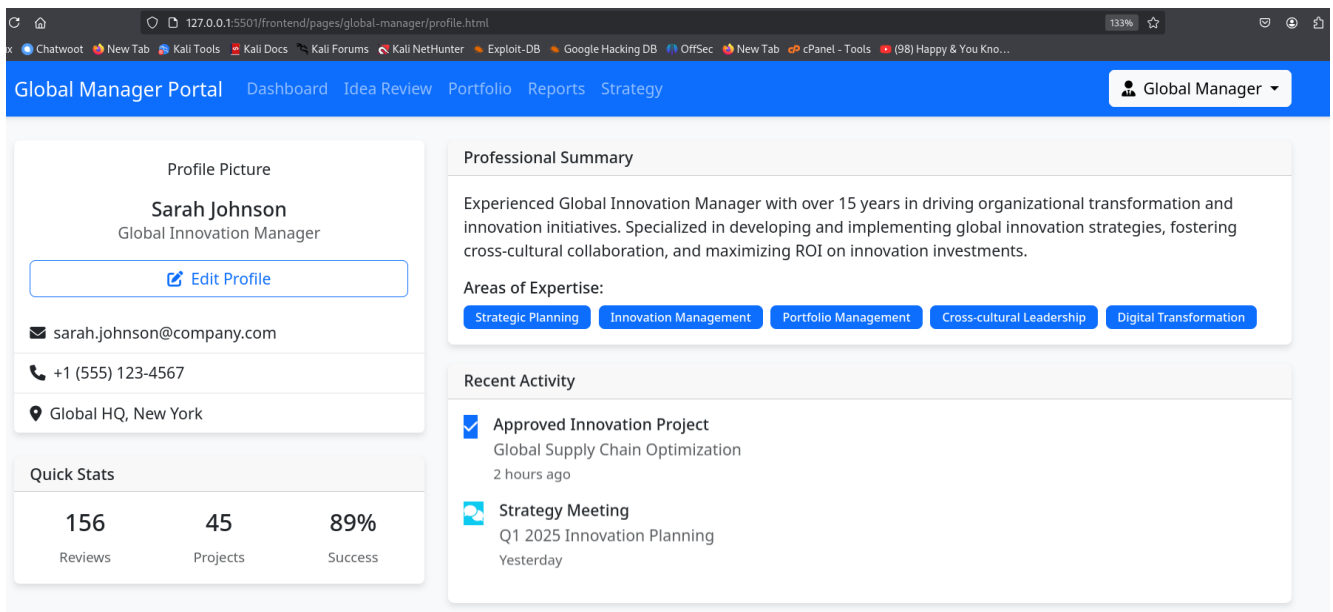 127.0.0.1:5501/frontend/pages/global-manager/profile.html
133%
Chatwoot New Tab Kali Tools Kali Docs Kali Forums Kali NetHunter Exploit-DB Google Hacking DB OffSec New Tab cPanel - Tools (98) Happy & You Kno…
Global Manager Portal Dashboard Idea Review Portfolio Reports Strategy Global Manager
Profile Picture
Sarah Johnson
Global Innovation Manager
Edit Profile
sarah.johnson@company.com
+1 (555) 123-4567
Global HQ, New York
Quick Stats
156 45 89%
Reviews Projects Success
Professional Summary
Experienced Global Innovation Manager with over 15 years in driving organizational transformation and
innovation initiatives. Specialized in developing and implementing global innovation strategies, fostering
cross-cultural collaboration, and maximizing ROI on innovation investments.
Areas of Expertise:
Strategic Planning Innovation Management Portfolio Management Cross-cultural Leadership Digital Transformation
Recent Activity
Approved Innovation Project
Global Supply Chain Optimization
2 hours ago
Strategy Meeting
Q1 2025 Innovation Planning
Yesterday